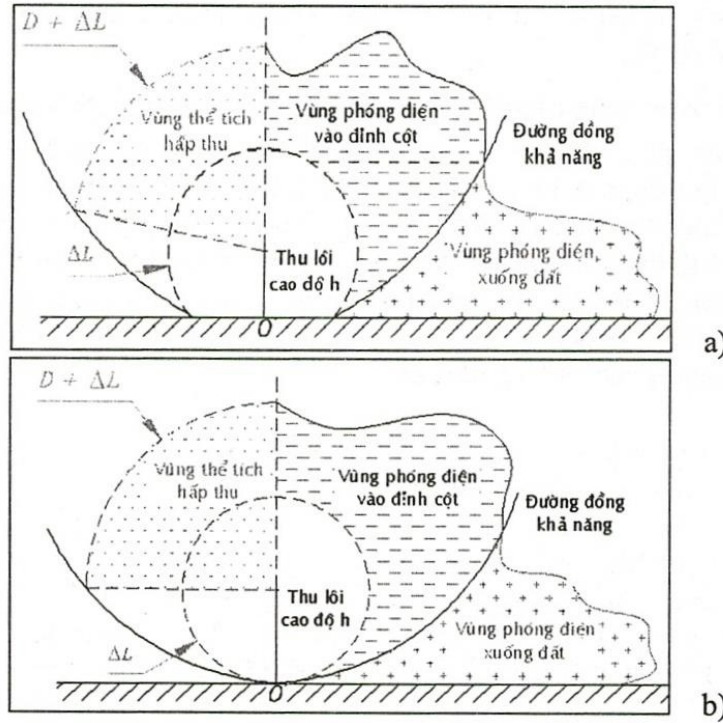 D + ΔL
Vùng thể tích
hấp thu
Vùng phóng điện
vào đỉnh cột
Đường đồng
khả năng
ΔL
Thu lôi
cao độ h
Vùng phóng điện
xuống đất
O
a)
D + ΔL
Vùng thể tích
hấp thu
Vùng phóng điện
vào đỉnh cột
Đường đồng
khả năng
Thu lôi
cao độ h
ΔL
Vùng phóng điện
xuống đất
O
b)